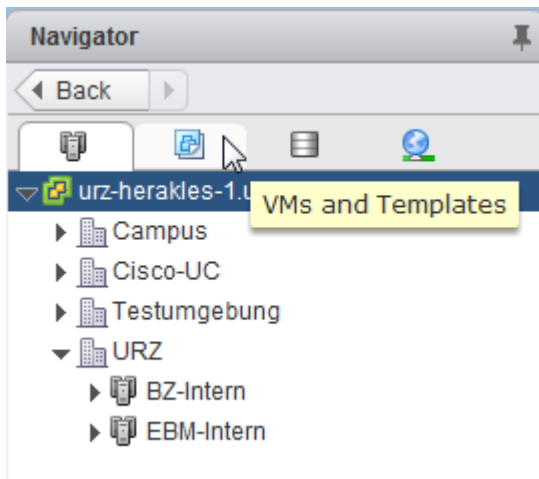 Navigator
Back
urz-herakles-1.u
VMs and Templates
Campus
Cisco-UC
Testumgebung
URZ
BZ-Intern
EBM-Intern